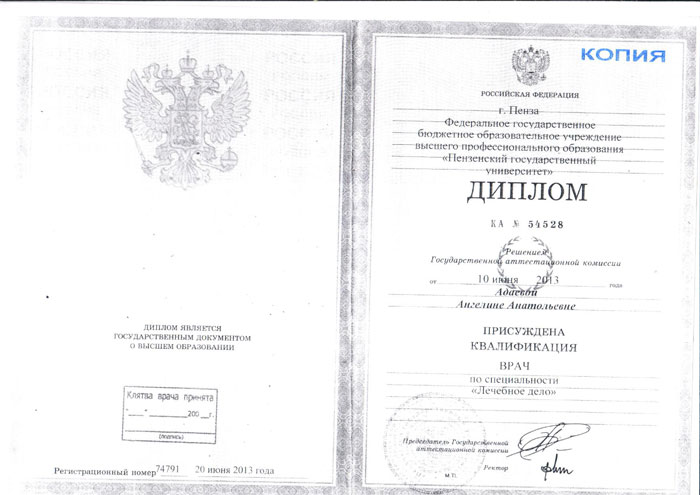 ДИПЛОМ ЯВЛЯЕТСЯ
ГОСУДАРСТВЕННЫМ ДОКУМЕНТОМ
О ВЫСШЕМ ОБРАЗОВАНИИ
Клятва врача принята
"___" ________ 200__г.
(подпись)
Регистрационный номер 74791 20 июня 2013 года
КОПИЯ
РОССИЙСКАЯ ФЕДЕРАЦИЯ
г. Пенза
Федеральное государственное
бюджетное образовательное учреждение
высшего профессионального образования
«Пензенский государственный
университет»
ДИПЛОМ
КА № 54528
Решением
Государственной аттестационной комиссии
от 10 июня 2013 года
Адаевой
Ангелине Анатольевне
ПРИСУЖДЕНА
КВАЛИФИКАЦИЯ
ВРАЧ
по специальности
«Лечебное дело»
Председатель Государственной
аттестационной комиссии
Ректор
М.П.